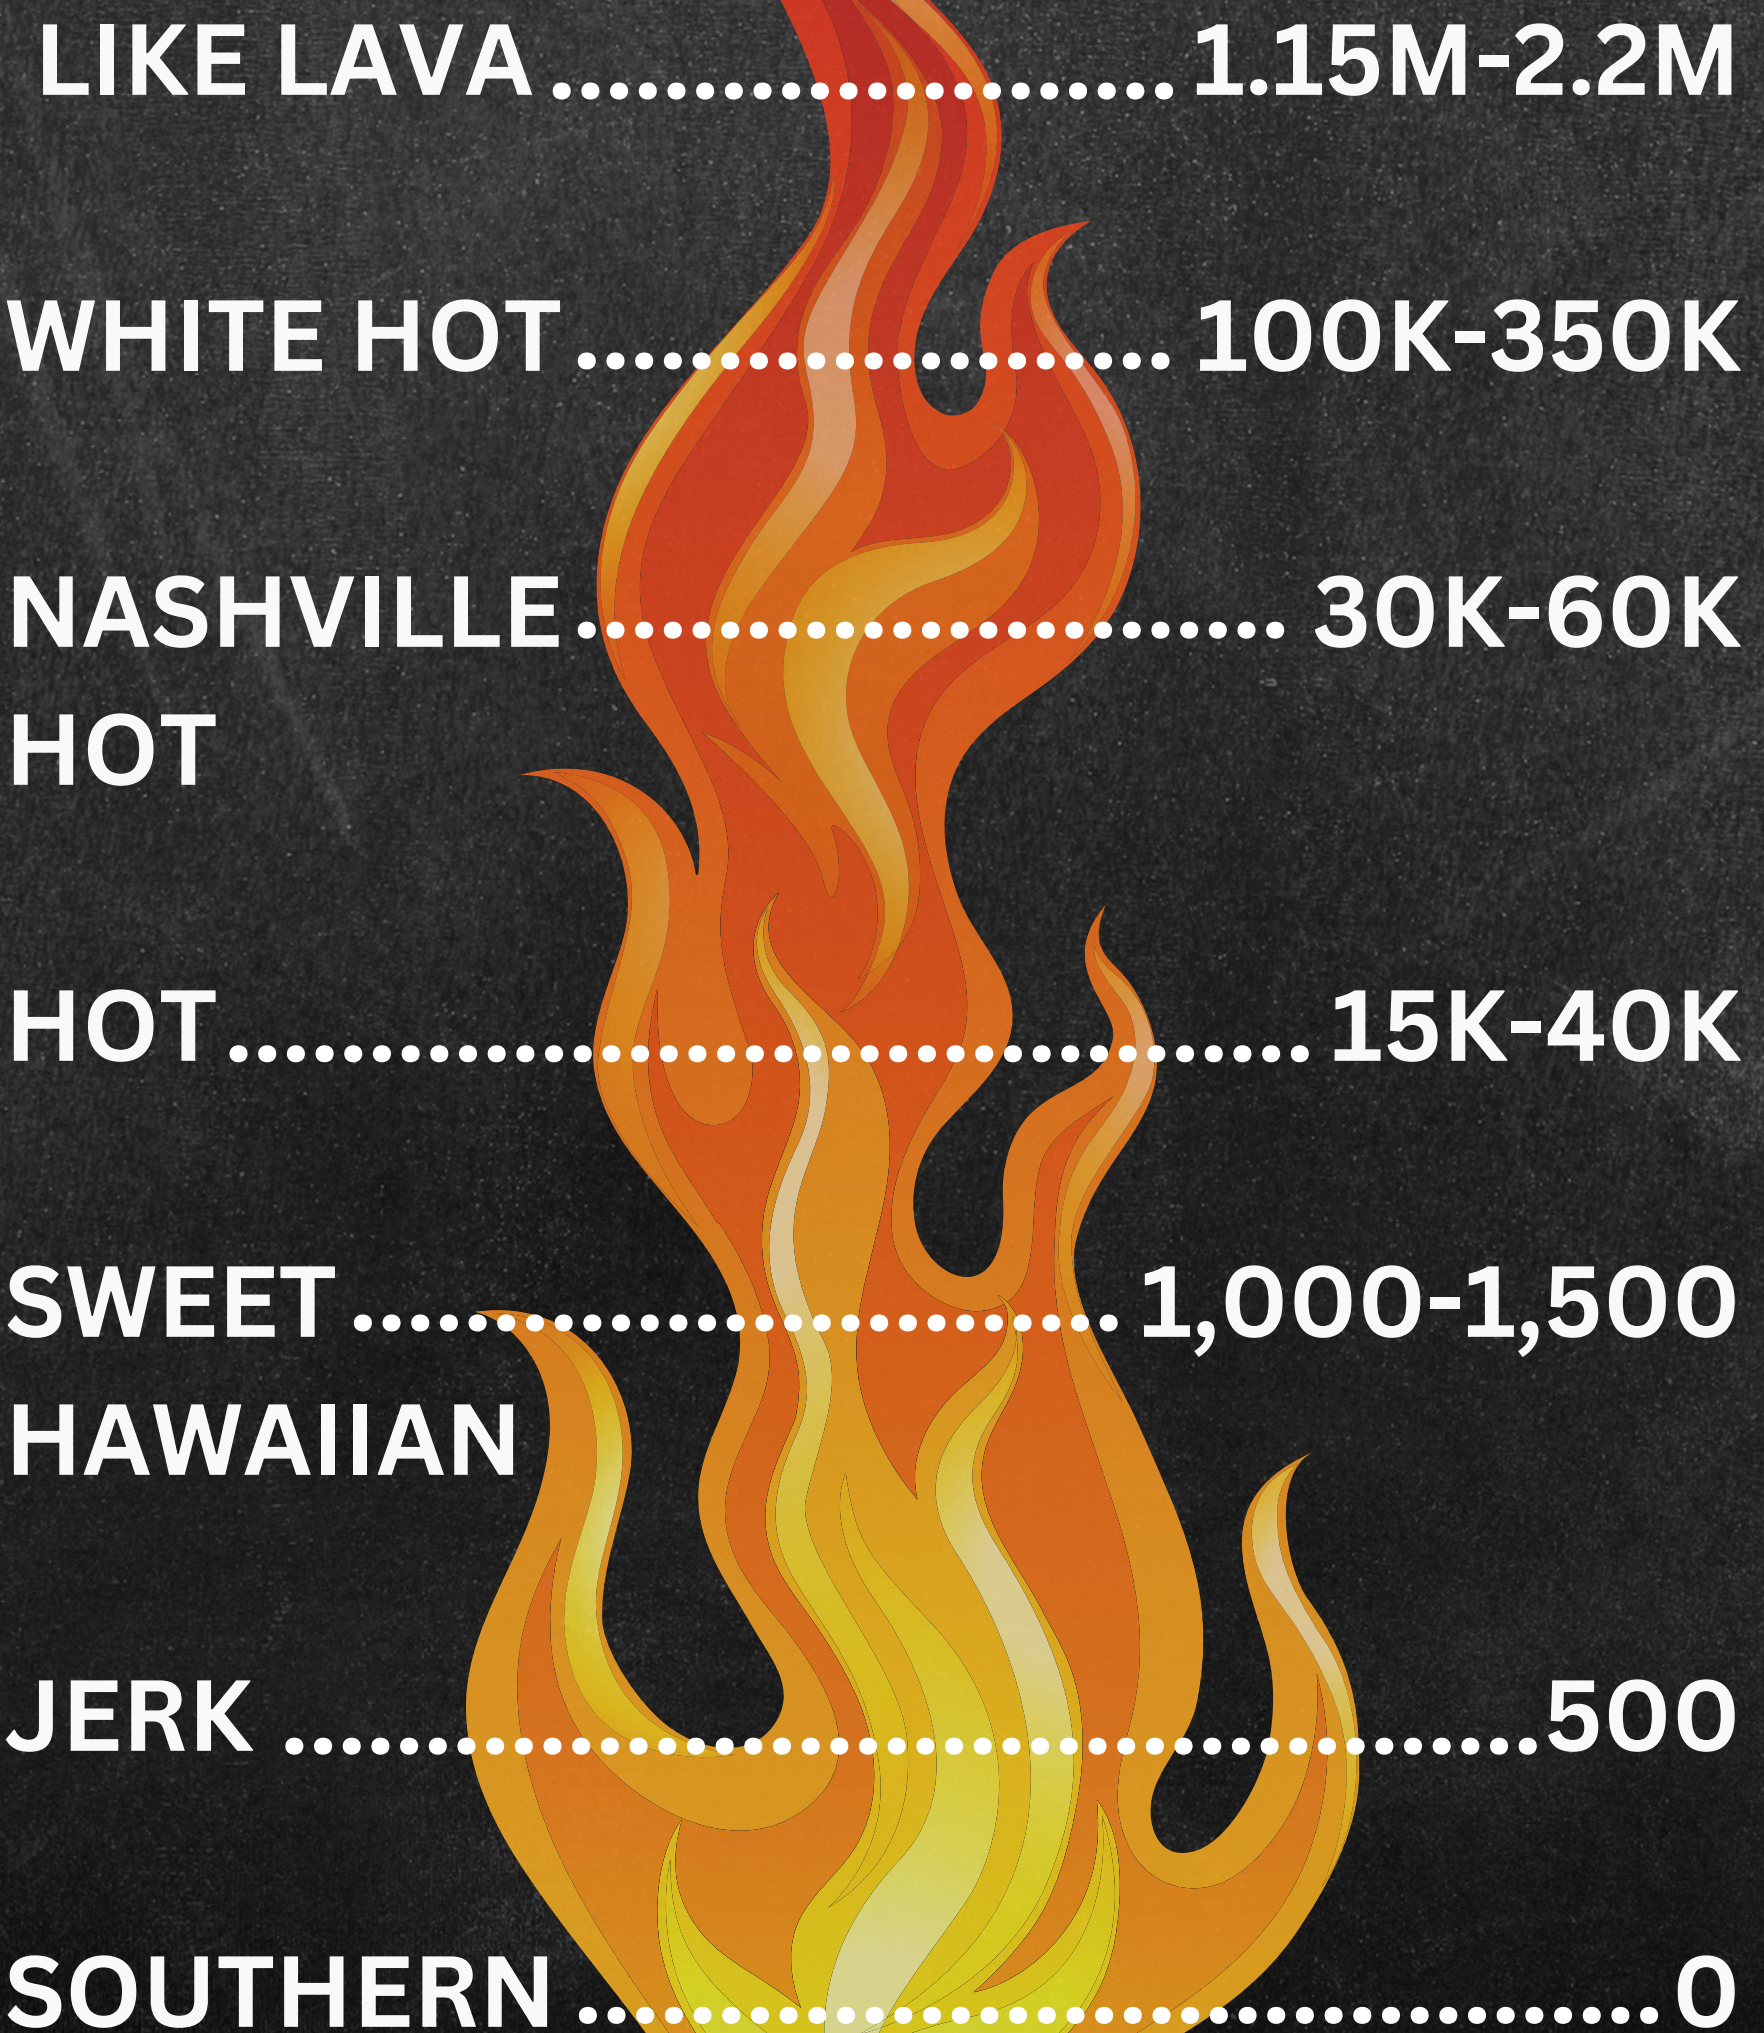 LIKE LAVA 1.15M-2.2M
WHITE HOT 100K-350K
NASHVILLE 30K-60K
HOT
HOT 15K-40K
SWEET 1,000-1,500
HAWAIIAN
JERK 500
SOUTHERN 0